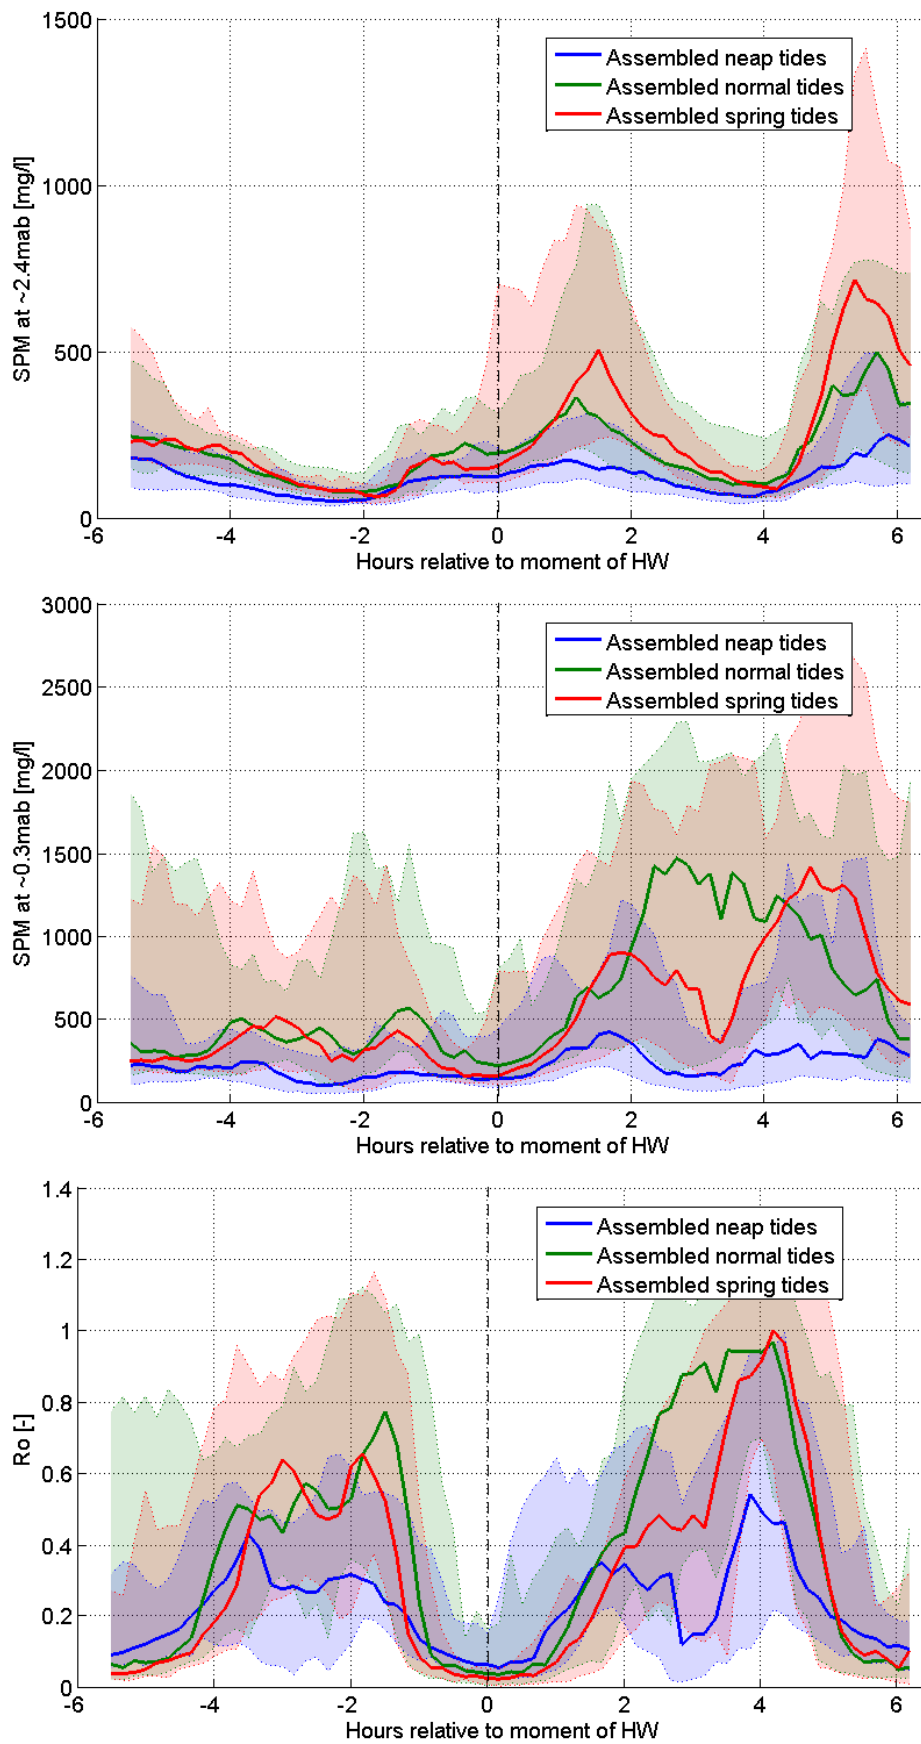 1500
1000
500
0
SPM at ~2.4mab [mg/l]
Assembled neap tides
Assembled normal tides
Assembled spring tides
-6 -4 -2 0 2 4 6
Hours relative to moment of HW
3000
2500
2000
1500
1000
500
0
SPM at ~0.3mab [mg/l]
Assembled neap tides
Assembled normal tides
Assembled spring tides
-6 -4 -2 0 2 4 6
Hours relative to moment of HW
1.4
1.2
1
0.8
0.6
0.4
0.2
0
Ro [-]
Assembled neap tides
Assembled normal tides
Assembled spring tides
-6 -4 -2 0 2 4 6
Hours relative to moment of HW